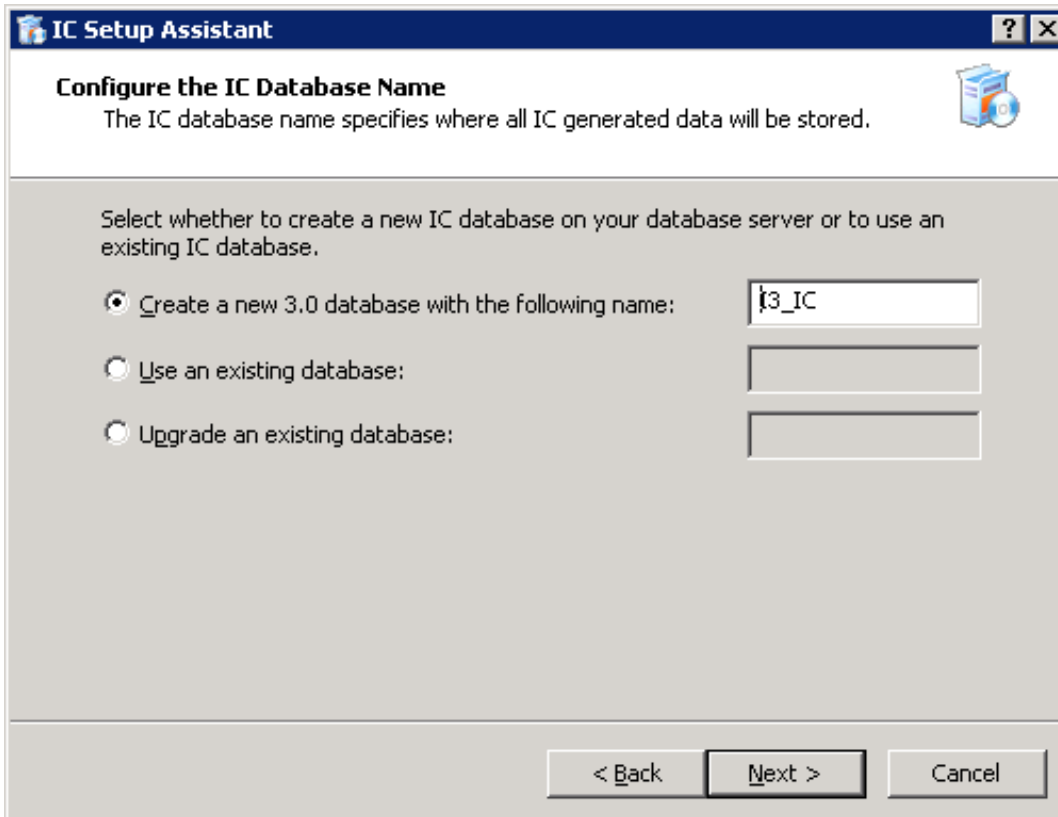 IC Setup Assistant
Configure the IC Database Name
The IC database name specifies where all IC generated data will be stored.
Select whether to create a new IC database on your database server or to use an
existing IC database.
Create a new 3.0 database with the following name: I3_IC
Use an existing database:
Upgrade an existing database:
< Back Next > Cancel